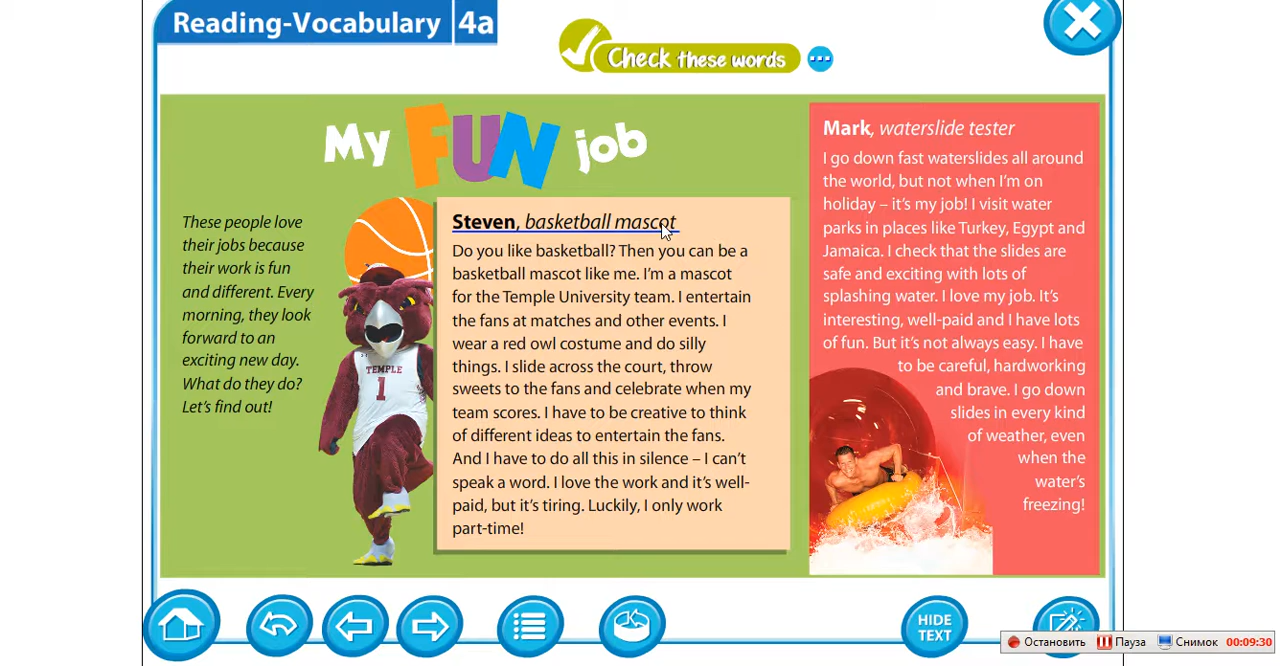 Reading-Vocabulary 4a
Check these words
My FUN job
These people love
their jobs because
their work is fun
and different. Every
morning, they look
forward to an
exciting new day.
What do they do?
Let's find out!
TEMPLE
1
Steven, basketball mascot
Do you like basketball? Then you can be a
basketball mascot like me. I'm a mascot
for the Temple University team. I entertain
the fans at matches and other events. I
wear a red owl costume and do silly
things. I slide across the court, throw
sweets to the fans and celebrate when my
team scores. I have to be creative to think
of different ideas to entertain the fans.
And I have to do all this in silence – I can't
speak a word. I love the work and it's well-
paid, but it's tiring. Luckily, I only work
part-time!
Mark, waterslide tester
I go down fast waterslides all around
the world, but not when I'm on
holiday – it's my job! I visit water
parks in places like Turkey, Egypt and
Jamaica. I check that the slides are
safe and exciting with lots of
splashing water. I love my job. It's
interesting, well-paid and I have lots
of fun. But it's not always easy. I have
to be careful, hardworking
and brave. I go down
slides in every kind
of weather, even
when the
water's
freezing!
HIDE
TEXT
Остановить Пауза Снимок 00:09:30